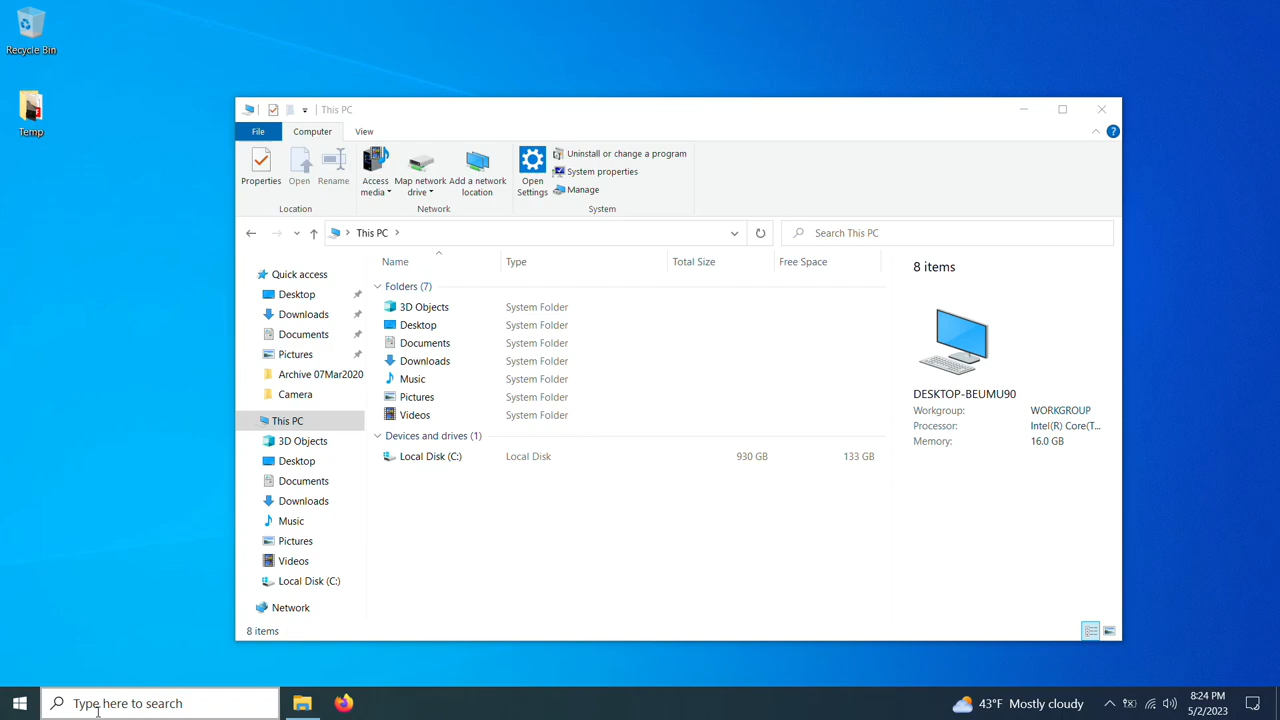 Recycle Bin
Temp
This PC
File Computer View
Properties Open Rename Access media Map network drive Add a network location Open Settings
Uninstall or change a program
System properties
Manage
Location Network System
This PC
Search This PC
Quick access
Desktop
Downloads
Documents
Pictures
Archive 07Mar2020
Camera
This PC
3D Objects
Desktop
Documents
Downloads
Music
Pictures
Videos
Local Disk (C:)
Network
Name Type Total Size Free Space
Folders (7)
3D Objects System Folder
Desktop System Folder
Documents System Folder
Downloads System Folder
Music System Folder
Pictures System Folder
Videos System Folder
Devices and drives (1)
Local Disk (C:) Local Disk 930 GB 133 GB
8 items
DESKTOP-BEUMU90
Workgroup: WORKGROUP
Processor: Intel(R) Core(T...
Memory: 16.0 GB
8 items
Type here to search
43°F Mostly cloudy
8:24 PM
5/2/2023